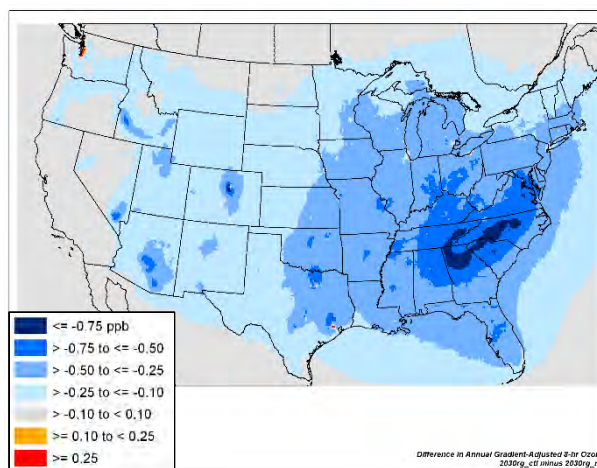 <= -0.75 ppb
> -0.75 to <= -0.50
> -0.50 to <= -0.25
> -0.25 to <= -0.10
> -0.10 to < 0.10
>= 0.10 to < 0.25
>= 0.25
Difference in Annual Gradient-Adjusted 8-hr Ozo
2030rg_ctl minus 2030rg_r